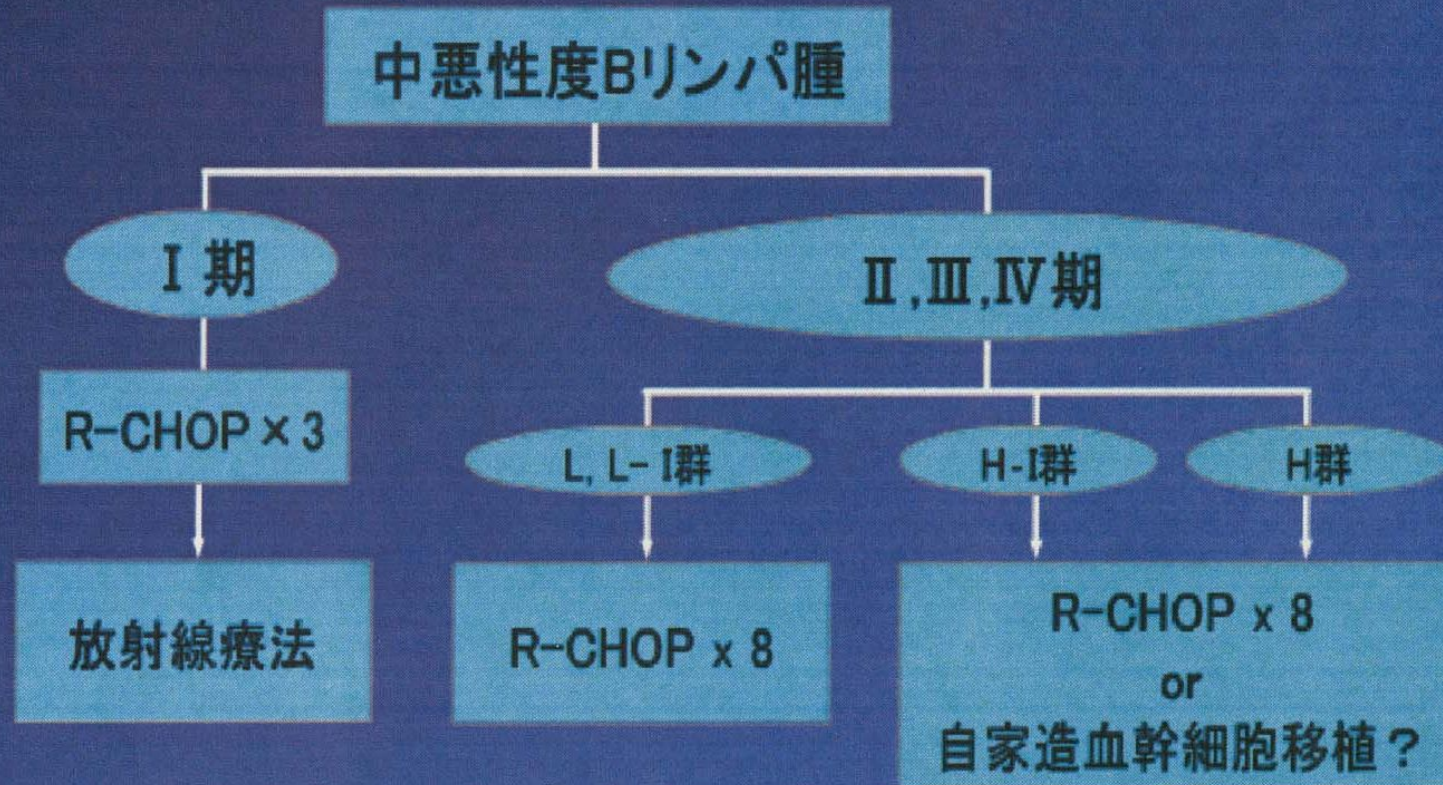 中悪性度Bリンパ腫
Ⅰ期
Ⅱ,Ⅲ,Ⅳ期
R-CHOP×3
L, L-I群
H-I群
H群
放射線療法
R-CHOP x 8
R-CHOP x 8
or
自家造血幹細胞移植？